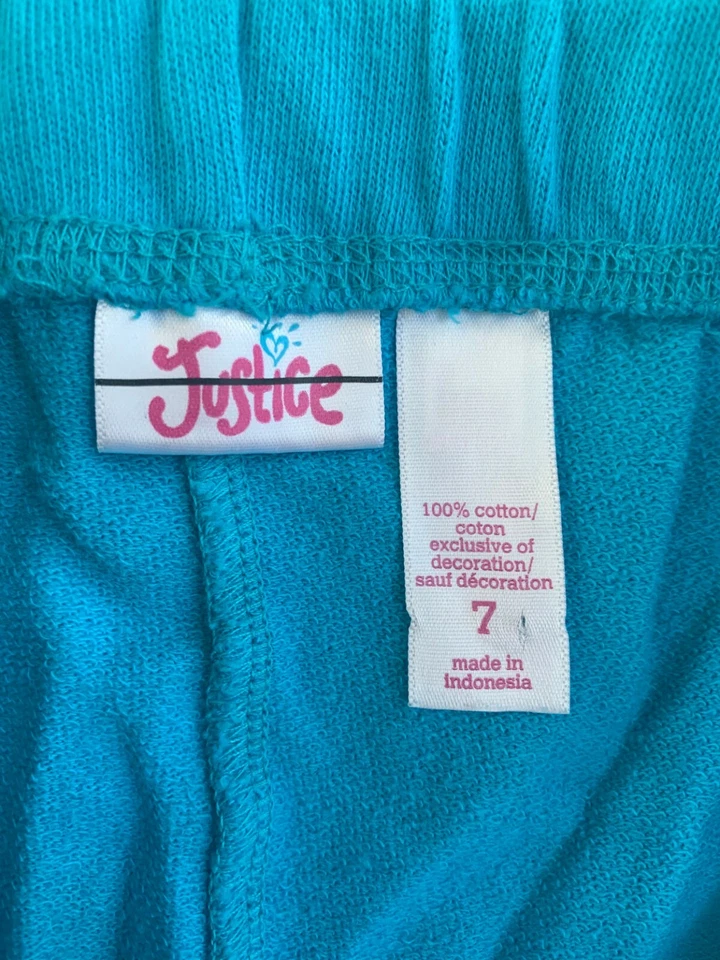 Justice
100% cotton/
coton
exclusive of
decoration/
sauf décoration
7
made in
indonesia